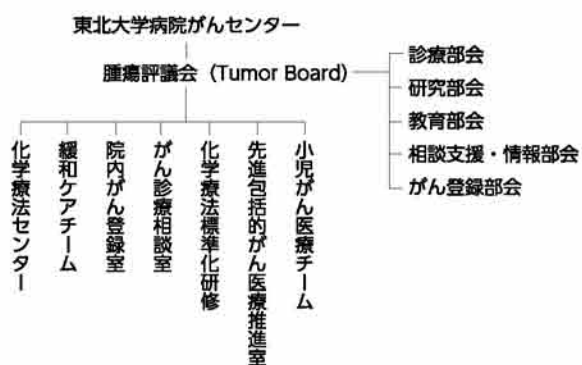 東北大学病院がんセンター
腫瘍評議会（Tumor Board）
診療部会
研究部会
教育部会
相談支援・情報部会
がん登録部会
化学療法センター
緩和ケアチーム
院内がん登録室
がん診療相談室
化学療法標準化研修
先進包括的がん医療推進室
小児がん医療チーム